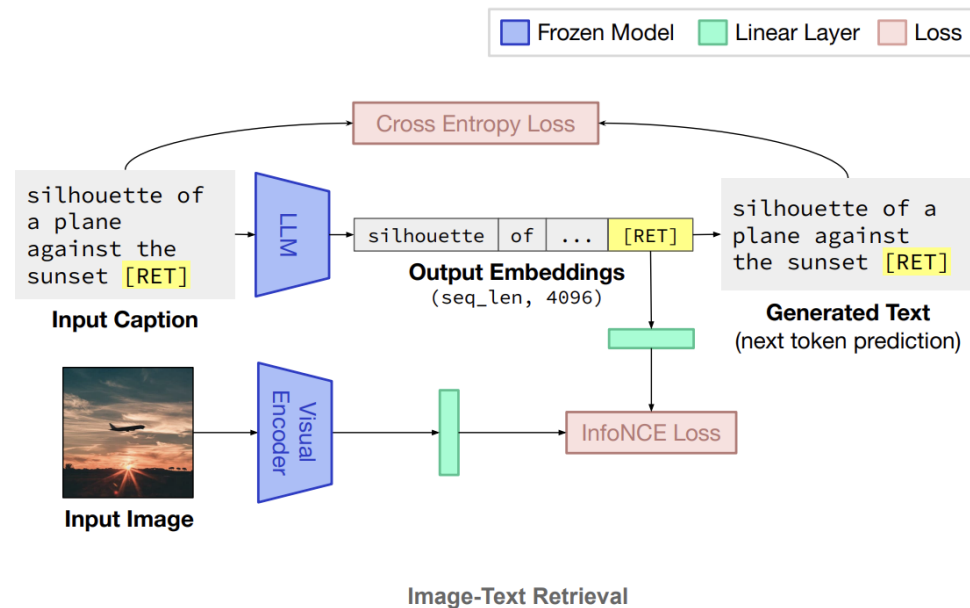 Frozen Model
Linear Layer
Loss
Cross Entropy Loss
silhouette of
a plane
against the
sunset [RET]
Input Caption
LLM
silhouette of ... [RET]
Output Embeddings
(seq_len, 4096)
silhouette of a
plane against
the sunset [RET]
Generated Text
(next token prediction)
Input Image
Visual
Encoder
InfoNCE Loss
Image-Text Retrieval